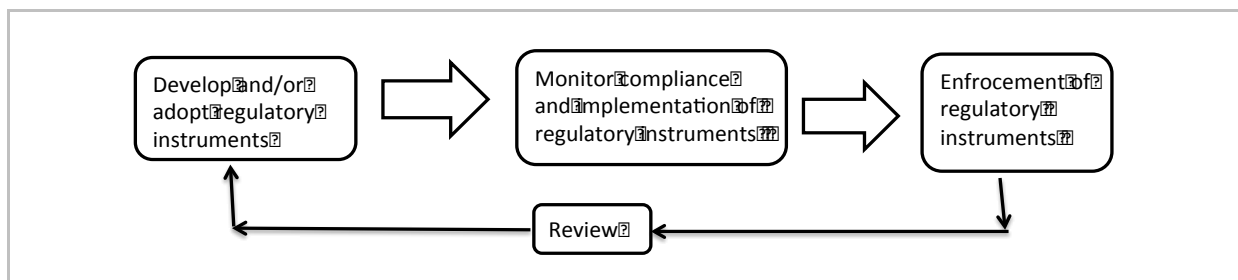 Develop⍰and/or⍰
adopt⍰regulatory⍰
instruments⍰
Monitor⍰compliance⍰
and⍰implementation⍰of⍰⍰
regulatory⍰instruments⍰⍰⍰
Enfrocement⍰of⍰
regulatory⍰⍰
instruments⍰⍰
Review⍰